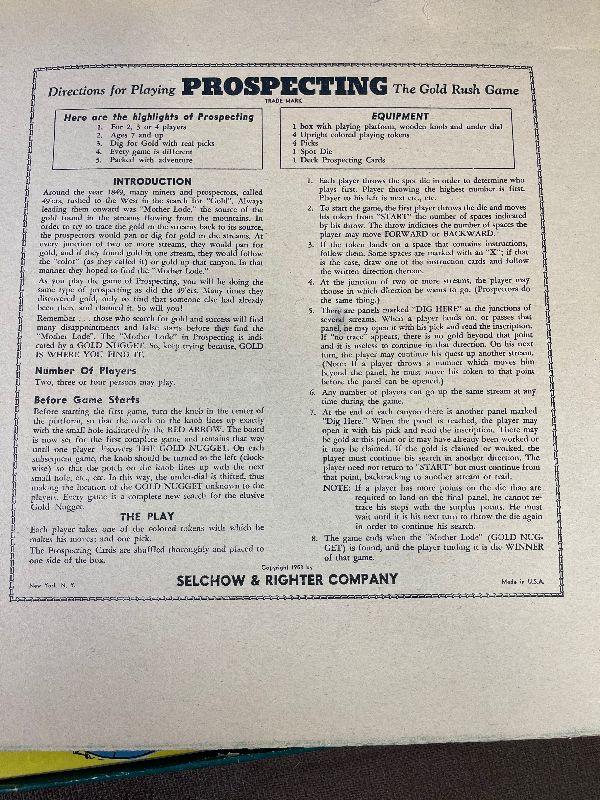 Directions for Playing PROSPECTING The Gold Rush Game
TRADE MARK
Here are the highlights of Prospecting
1. For 2, 3 or 4 players
2. Ages 7 and up
3. Dig for Gold with real picks
4. Every game is different
5. Packed with adventure
EQUIPMENT
1 box with playing platform, wooden knob and under dial
4 Upright colored playing tokens
4 Picks
1 Spot Die
1 Deck Prospecting Cards
INTRODUCTION
Around the year 1849, many miners and prospectors, called
49'ers, rushed to the West in the search for "Gold". Always
leading them onward was "Mother Lode," the source of the
gold found in the streams flowing from the mountains. In
order to try to trace the gold in the streams back to its source,
the prospectors would pan or dig for gold in the streams. At
every junction of two or more streams, they would pan for
gold, and if they found gold in one stream, they would follow
the "color" (as they called it) or gold up that canyon. In that
manner they hoped to find the "Mother Lode."
As you play the game of Prospecting, you will be doing the
same type of prospecting as did the 49'ers. Many times they
discovered gold, only to find that someone else had already
been there and claimed it. So will you!
Remember . . . those who search for gold and success will find
many disappointments and false starts before they find the
"Mother Lode". The "Mother Lode" in Prospecting is indi-
cated by a GOLD NUGGET. So, keep trying because, GOLD
IS WHERE YOU FIND IT.
Number Of Players
Two, three or four persons may play.
Before Game Starts
Before starting the first game, turn the knob in the center of
the platform, so that the notch on the knob lines up exactly
with the small hole indicated by the RED ARROW. The board
is now set for the first complete game and remains that way
until one player uncovers THE GOLD NUGGET. On each
subsequent game, the knob should be turned to the left (clock-
wise) so that the notch on the knob lines up with the next
small hole, etc., etc. In this way, the under-dial is shifted, thus
making the location of the GOLD NUGGET unknown to the
players. Every game is a complete new search for the elusive
Gold Nugget.
THE PLAY
Each player takes one of the colored tokens with which he
makes his moves; and one pick.
The Prospecting Cards are shuffled thoroughly and placed to
one side of the box.
1. Each player throws the spot die in order to determine who
plays first. Player throwing the highest number is first.
Player to his left is next etc., etc.
2. To start the game, the first player throws the die and moves
his token from "START" the number of spaces indicated
by his throw. The throw indicates the number of spaces the
player may move FORWARD or BACKWARD.
3. If the token lands on a space that contains instructions,
follow them. Some spaces are marked with an "X"; if that
is the case, draw one of the instruction cards and follow
the written direction thereon.
4. At the junction of two or more streams, the player may
choose in which direction he wants to go. (Prospectors do
the same thing.)
5. There are panels marked "DIG HERE" at the junctions of
several streams. When a player lands on or passes that
panel, he may open it with his pick and read the inscription.
If "no trace" appears, there is no gold beyond that point
and it is useless to continue in that direction. On his next
turn, the player may continue his quest up another stream.
(Note: If a player throws a number which moves him
beyond the panel, he must move his token to that point
before the panel can be opened.)
6. Any number of players can go up the same stream at any
time during the game.
7. At the end of each canyon there is another panel marked
"Dig Here." When the panel is reached, the player may
open it with his pick and read the inscription. There may
be gold at this point or it may have already been worked or
it may be claimed. If the gold is claimed or worked, the
player must continue his search in another direction. The
player need not return to "START" but must continue from
that point, backtracking to another stream or trail.
NOTE: If a player has more points on the die than are
required to land on the final panel, he cannot re-
trace his steps with the surplus points. He must
wait until it is his next turn to throw the die again
in order to continue his search.
8. The game ends when the "Mother Lode" (GOLD NUG-
GET) is found, and the player finding it is the WINNER
of that game.
Copyright 1953 by
New York, N. Y. SELCHOW & RIGHTER COMPANY Made in U.S.A.